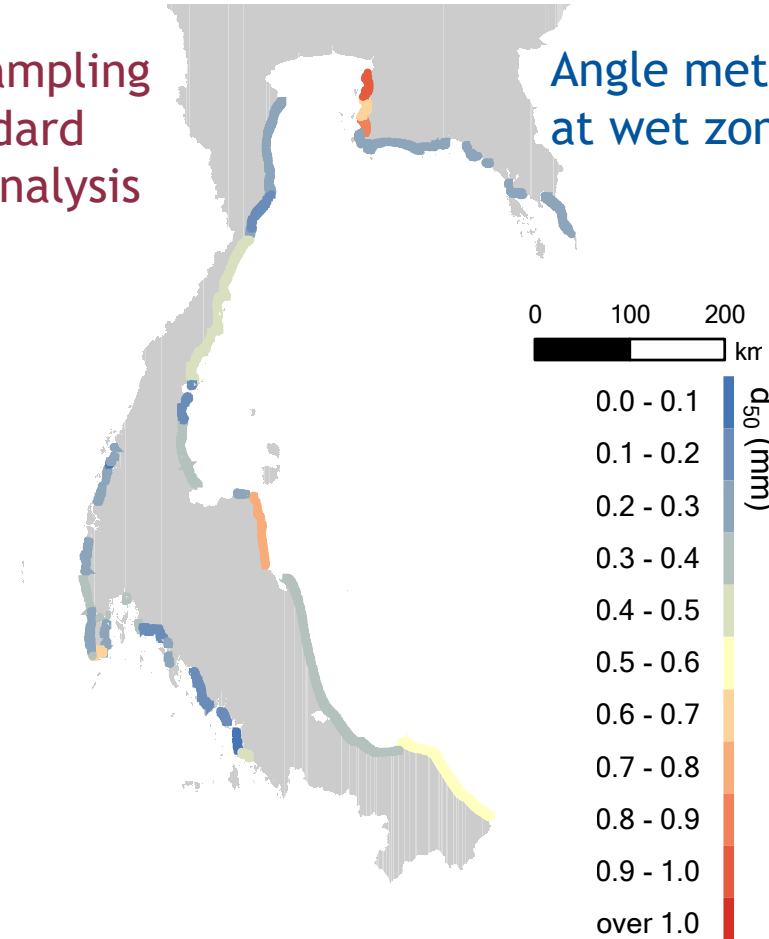 ampling
dard
nalysis
Angle met
at wet zon
0 100 200
km
d50 (mm)
0.0 - 0.1
0.1 - 0.2
0.2 - 0.3
0.3 - 0.4
0.4 - 0.5
0.5 - 0.6
0.6 - 0.7
0.7 - 0.8
0.8 - 0.9
0.9 - 1.0
over 1.0